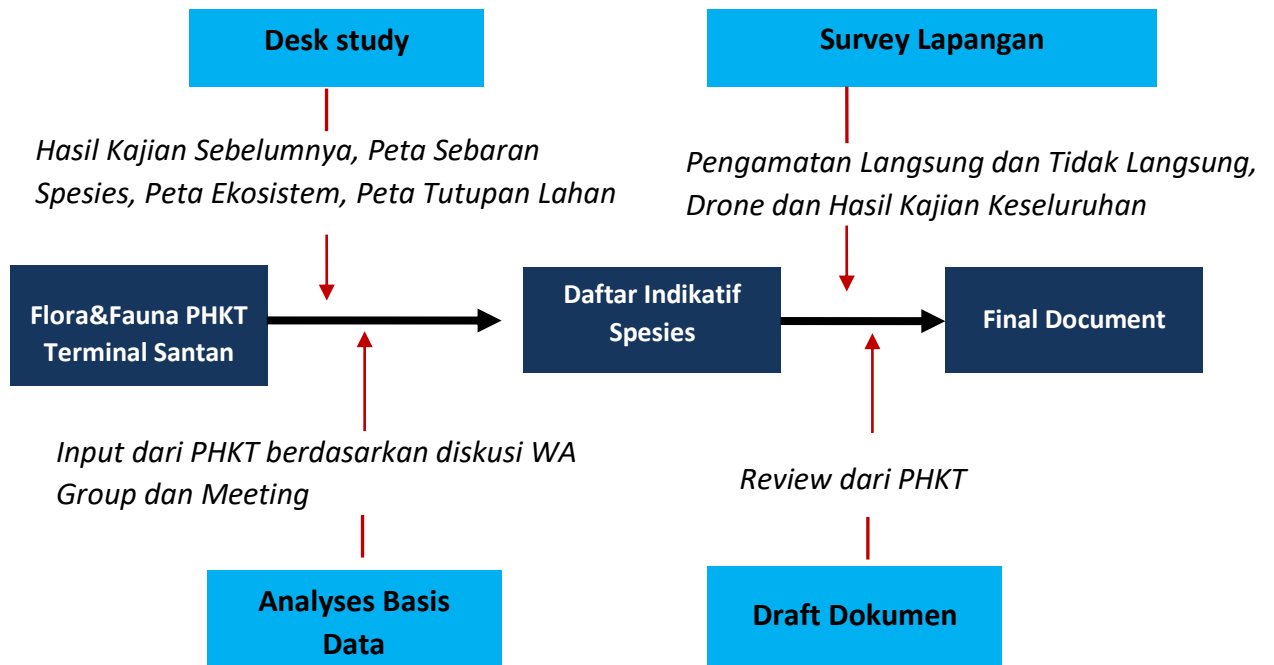 Desk study
Survey Lapangan
Hasil Kajian Sebelumnya, Peta Sebaran
Spesies, Peta Ekosistem, Peta Tutupan Lahan
Pengamatan Langsung dan Tidak Langsung,
Drone dan Hasil Kajian Keseluruhan
Flora&Fauna PHKT
Terminal Santan
Daftar Indikatif
Spesies
Final Document
Input dari PHKT berdasarkan diskusi WA
Group dan Meeting
Review dari PHKT
Analyses Basis
Data
Draft Dokumen